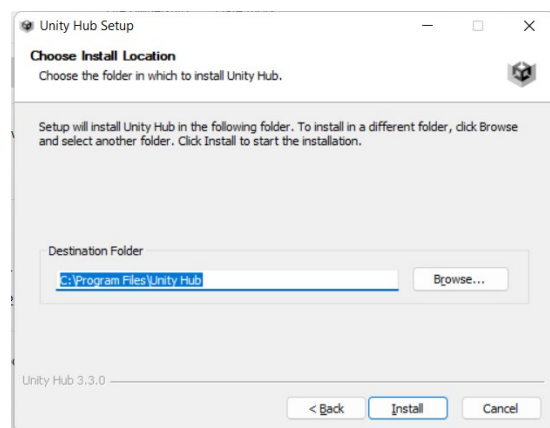 Unity Hub Setup
Choose Install Location
Choose the folder in which to install Unity Hub.
Setup will install Unity Hub in the following folder. To install in a different folder, click Browse
and select another folder. Click Install to start the installation.
Destination Folder
C:\Program Files\Unity Hub
Browse...
Unity Hub 3.3.0
< Back
Install
Cancel